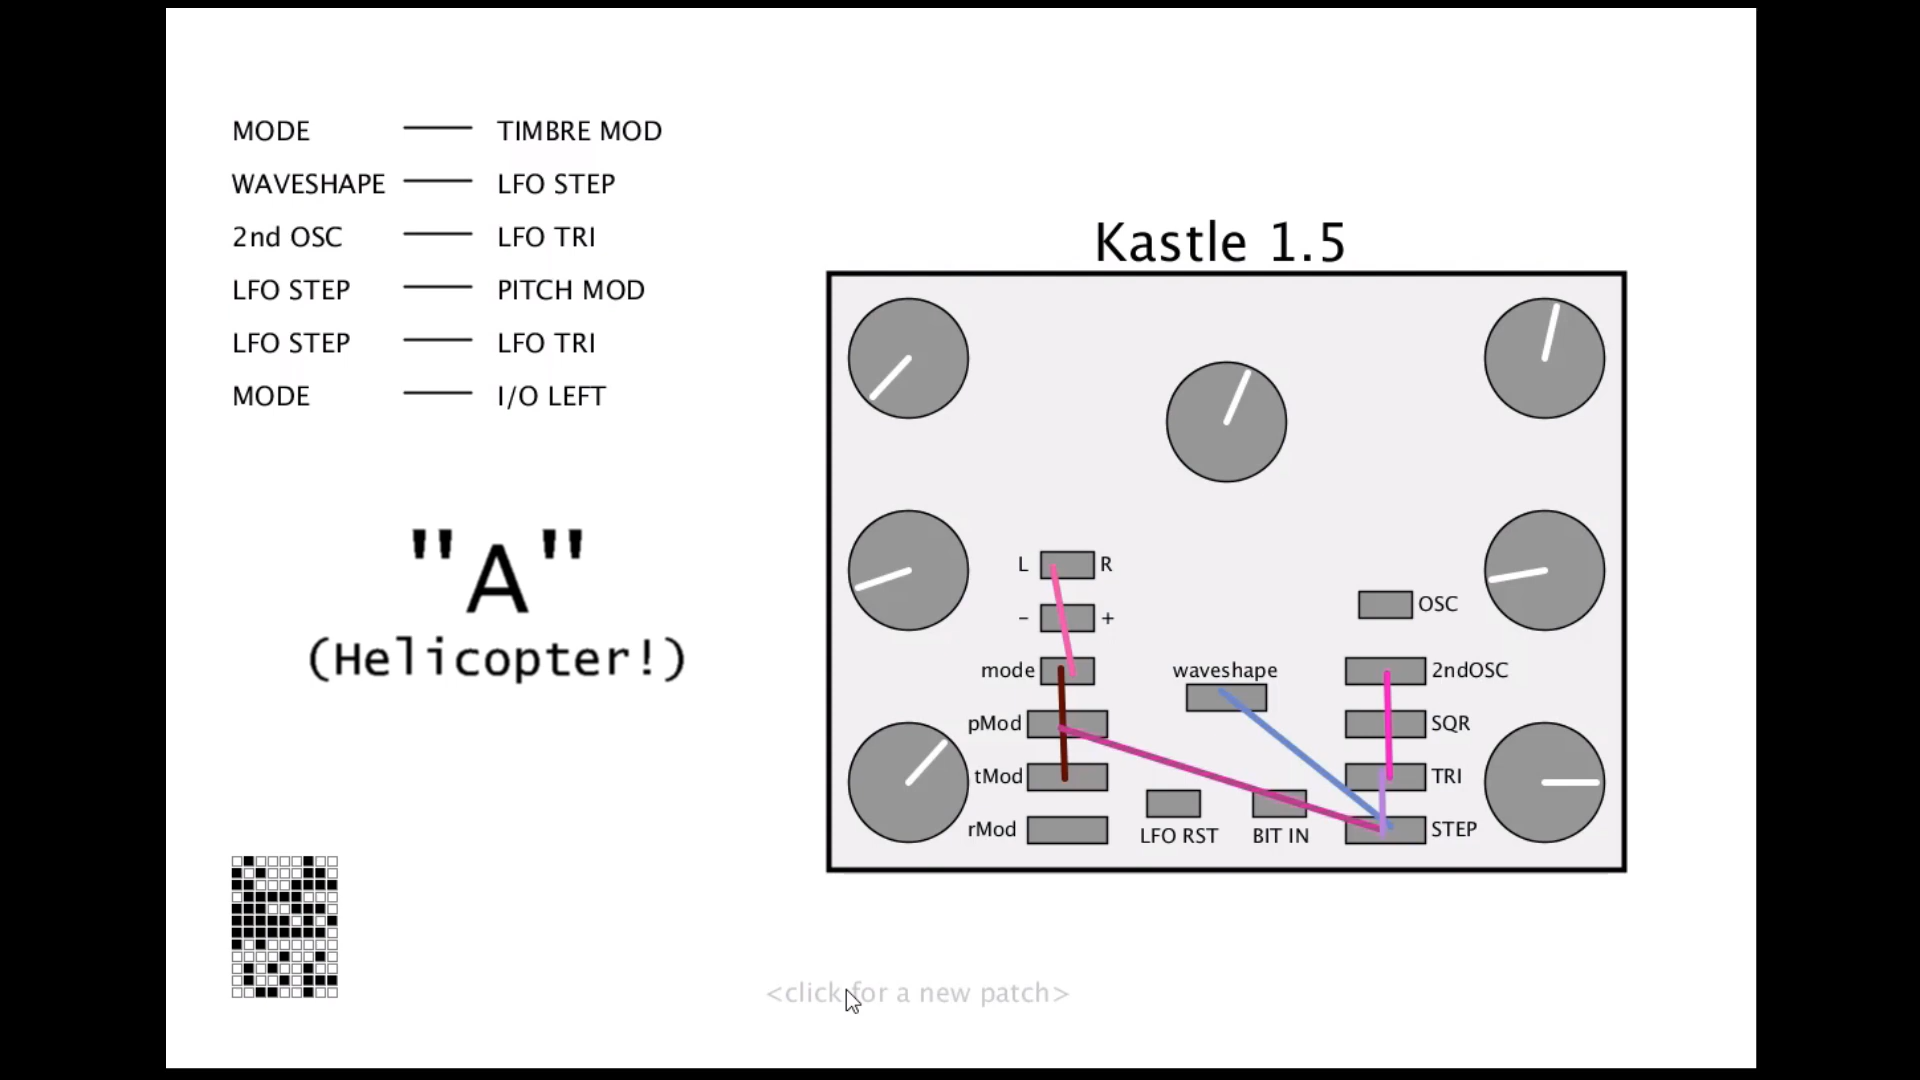 MODE —— TIMBRE MOD
WAVESHAPE —— LFO STEP
2nd OSC —— LFO TRI
LFO STEP —— PITCH MOD
LFO STEP —— LFO TRI
MODE —— I/O LEFT
"A"
(Helicopter!)
Kastle 1.5
L R
- +
mode
pMod
tMod
rMod
waveshape
LFO RST
BIT IN
OSC
2ndOSC
SQR
TRI
STEP
<click for a new patch>